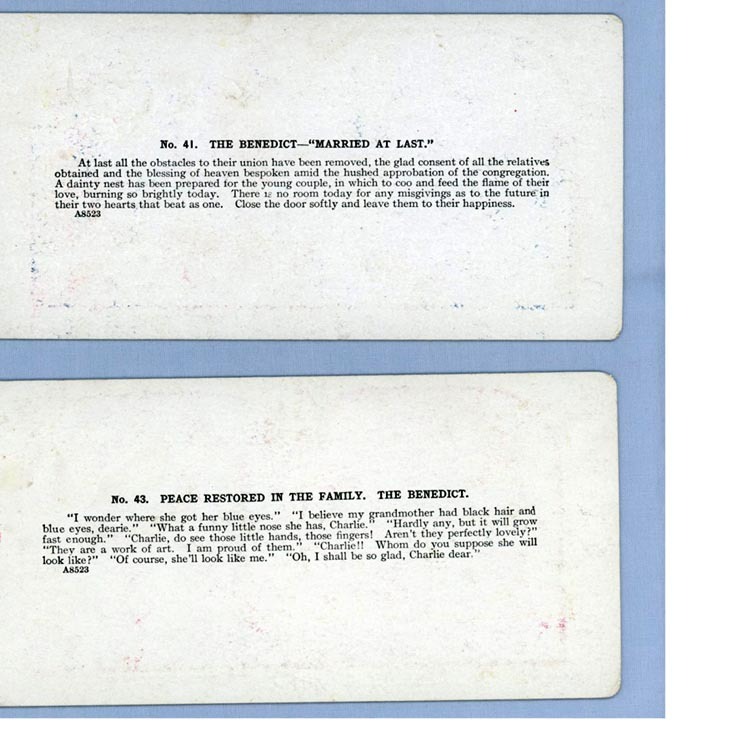 No. 41. THE BENEDICT—"MARRIED AT LAST."
At last all the obstacles to their union have been removed, the glad consent of all the relatives
obtained and the blessing of heaven bespoken amid the hushed approbation of the congregation.
A dainty nest has been prepared for the young couple, in which to coo and feed the flame of their
love, burning so brightly today. There is no room today for any misgivings as to the future in
their two hearts that beat as one. Close the door softly and leave them to their happiness.
A8523
No. 43. PEACE RESTORED IN THE FAMILY. THE BENEDICT.
"I wonder where she got her blue eyes." "I believe my grandmother had black hair and
blue eyes, dearie." "What a funny little nose she has, Charlie." "Hardly any, but it will grow
fast enough." "Charlie, do see those little hands, those fingers! Aren't they perfectly lovely?"
"They are a work of art. I am proud of them." "Charlie!! Whom do you suppose she will
look like?" "Of course, she'll look like me." "Oh, I shall be so glad, Charlie dear."
A8523